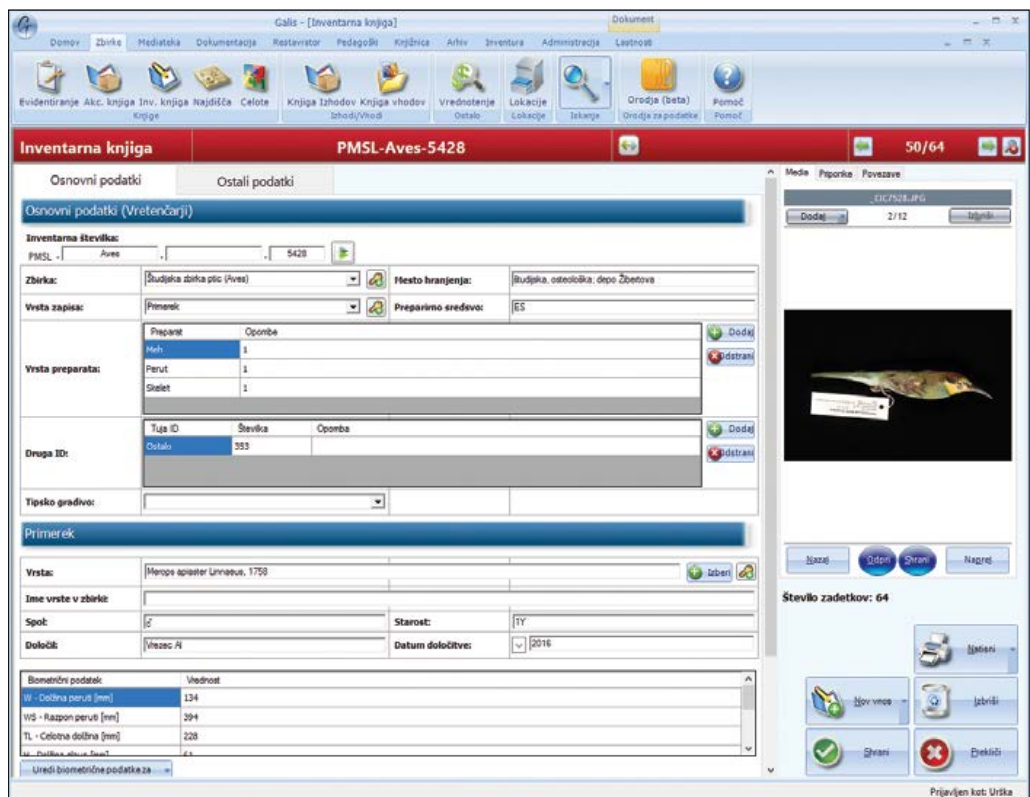 Galis - [Inventarna knjiga]
Dokument
Domov Zbirke Mediateka Dokumentacija Restavrator Pedagoški Knjižnica Arhiv Inventura Administracija Lastnosti
Evidentiranje Akc. knjiga Inv. knjiga Najdišča Celote Knjiga Izhodov Knjiga vhodov Vrednotenje Lokacije Orodja (beta) Pomoč
Knjige Izhodi/Vhodi Ostalo Lokacije Iskanje Orodja za podatke Pomoč
Inventarna knjiga PMSL-Aves-5428 50/64
Osnovni podatki Ostali podatki
Osnovni podatki (Vretenčarji)
Inventarna številka:
PMSL - Aves . . 5428
Zbirka: Študijska zbirka ptic (Aves) Mesto hranjenja: študijska, osteološka; depo Žibertova
Vrsta zapisa: Primerek Preparirno sredsvo: ES
Vrsta preparata:
Preparat Opomba
Meh 1
Perut 1
Skelet 1
Dodaj
Odstrani
Druga ID:
Tuja ID Številka Opomba
Ostalo 353
Dodaj
Odstrani
Tipsko gradivo:
Primerek
Vrsta: Merops apiaster Linnaeus, 1758 Izberi
Ime vrste v zbirki:
Spol: ♂ Starost: 1Y
Določil: Vrezec Al Datum določitve: 2016
Biometrični podatek Vrednost
W - Dolžina peruti [mm] 134
WS - Razpon peruti [mm] 394
TL - Celotna dolžina [mm] 228
Uredi biometrične podatke za
Media Priponke Povezave
_CIC7528.JPG
Dodaj 2/12 Izbriši
Nazaj Odpri Shrani Naprej
Število zadetkov: 64
Natisni
Nov vnos Izbriši
Shrani Prekliči
Prijavljen kot: Urška